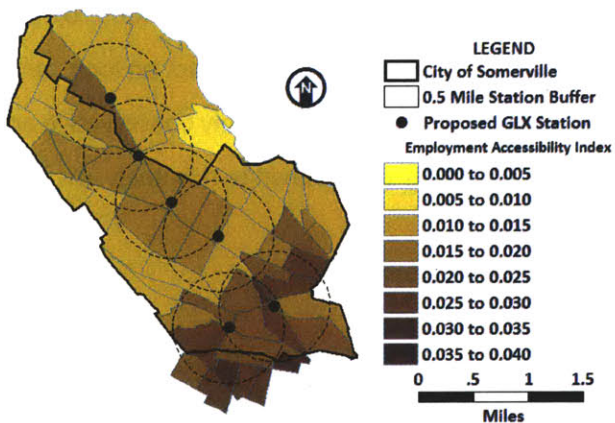 N
LEGEND
City of Somerville
0.5 Mile Station Buffer
Proposed GLX Station
Employment Accessibility Index
0.000 to 0.005
0.005 to 0.010
0.010 to 0.015
0.015 to 0.020
0.020 to 0.025
0.025 to 0.030
0.030 to 0.035
0.035 to 0.040
0 .5 1 1.5
Miles